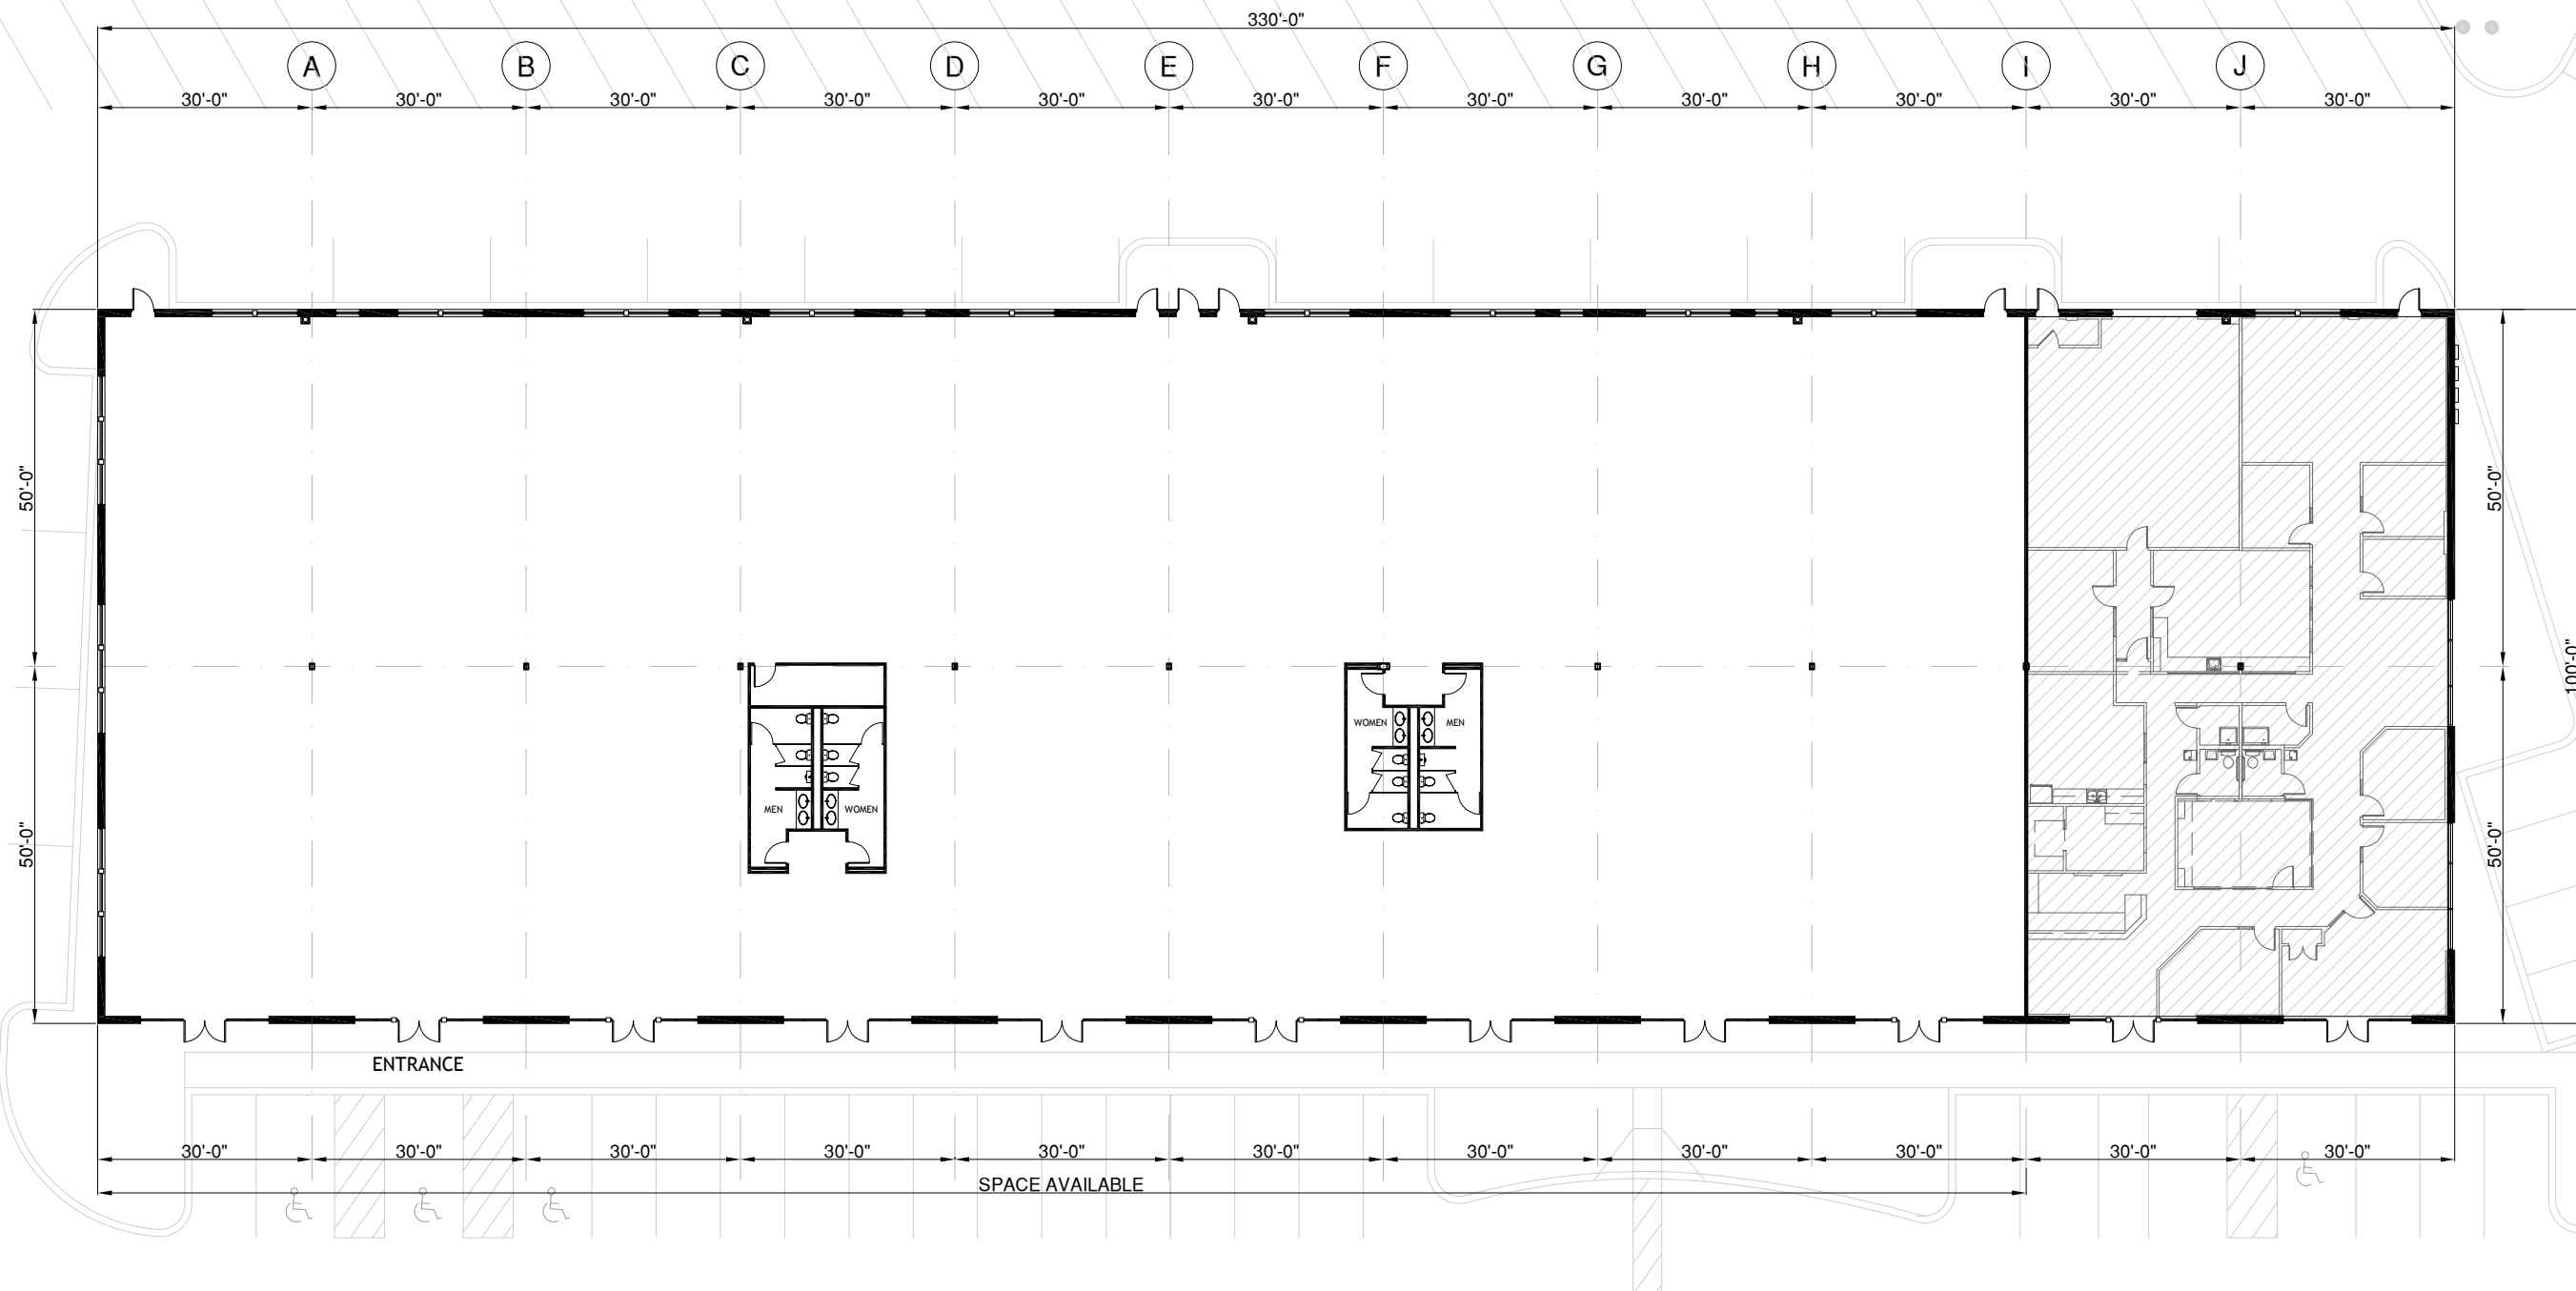 330'-0"
A B C D E F G H I J
30'-0" 30'-0" 30'-0" 30'-0" 30'-0" 30'-0" 30'-0" 30'-0" 30'-0" 30'-0" 30'-0"
50'-0" 50'-0"
100'-0"
WOMEN MEN
MEN WOMEN
50'-0" 50'-0"
ENTRANCE
30'-0" 30'-0" 30'-0" 30'-0" 30'-0" 30'-0" 30'-0" 30'-0" 30'-0" 30'-0" 30'-0"
SPACE AVAILABLE